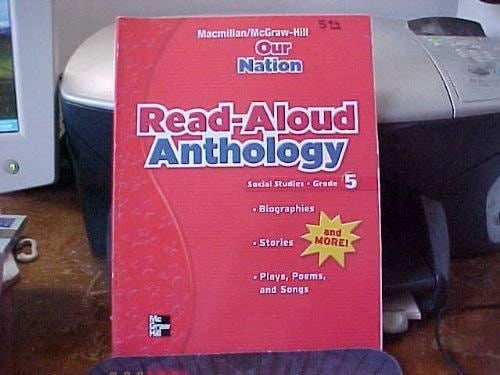 Macmillan/McGraw-Hill
Our
Nation
Read-Aloud
Anthology
Social Studies • Grade 5
• Biographies
• Stories
and
MORE!
• Plays, Poems,
and Songs
Mc
Graw
Hill